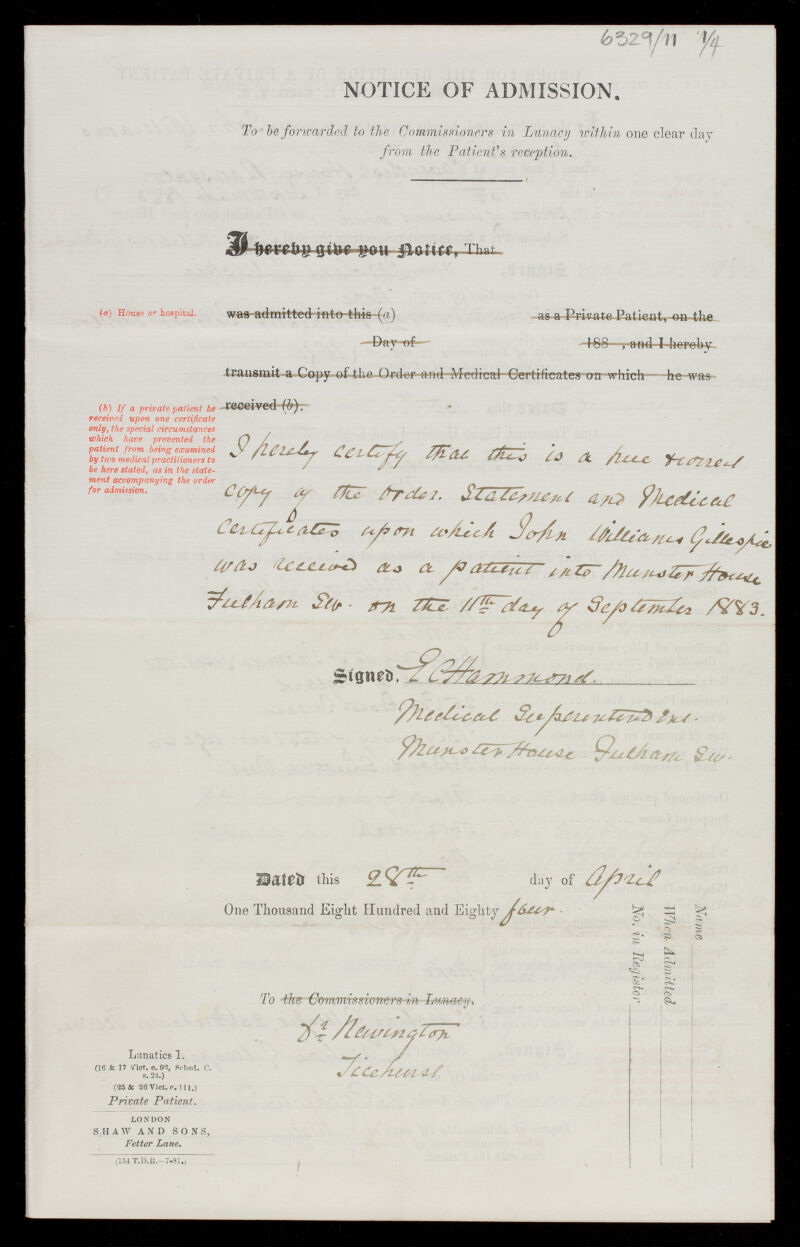 6329/11 1/4
NOTICE OF ADMISSION.
To be forwarded to the Commissioners in Lunacy within one clear day
from the Patient's reception.
I hereby give you Notice, That
(a) House or hospital.
was admitted into this (a) as a Private Patient, on the
Day of 188 , and I hereby
transmit a Copy of the Order and Medical Certificates on which he was
received (b).
(b) If a private patient be
received upon one certificate
only, the special circumstances
which have prevented the
patient from being examined
by two medical practitioners to
be here stated, as in the state-
ment accompanying the order
for admission.
I hereby certify that this is a true & correct
copy of the Order. Statement and Medical
Certificates upon which John Williams Gillespie
was received as a patient into Munster House
Fulham SW. on the 11th day of September 1883.
Signed, E C Hammond.
Medical Superintendent.
Munster House. Fulham SW.
Dated this 28th day of April
One Thousand Eight Hundred and Eighty four.
Name
When Admitted
No. in Register
To the Commissioners in Lunacy.
Dr Newington
Ticehurst
Lunatics 1.
(16 & 17 Vict. c. 96, Sched. C.
s. 24.)
(25 & 26 Vict. c. 111.)
Private Patient.
LONDON
SHAW AND SONS,
Fetter Lane.
(154 T.D.B.—7-81.)